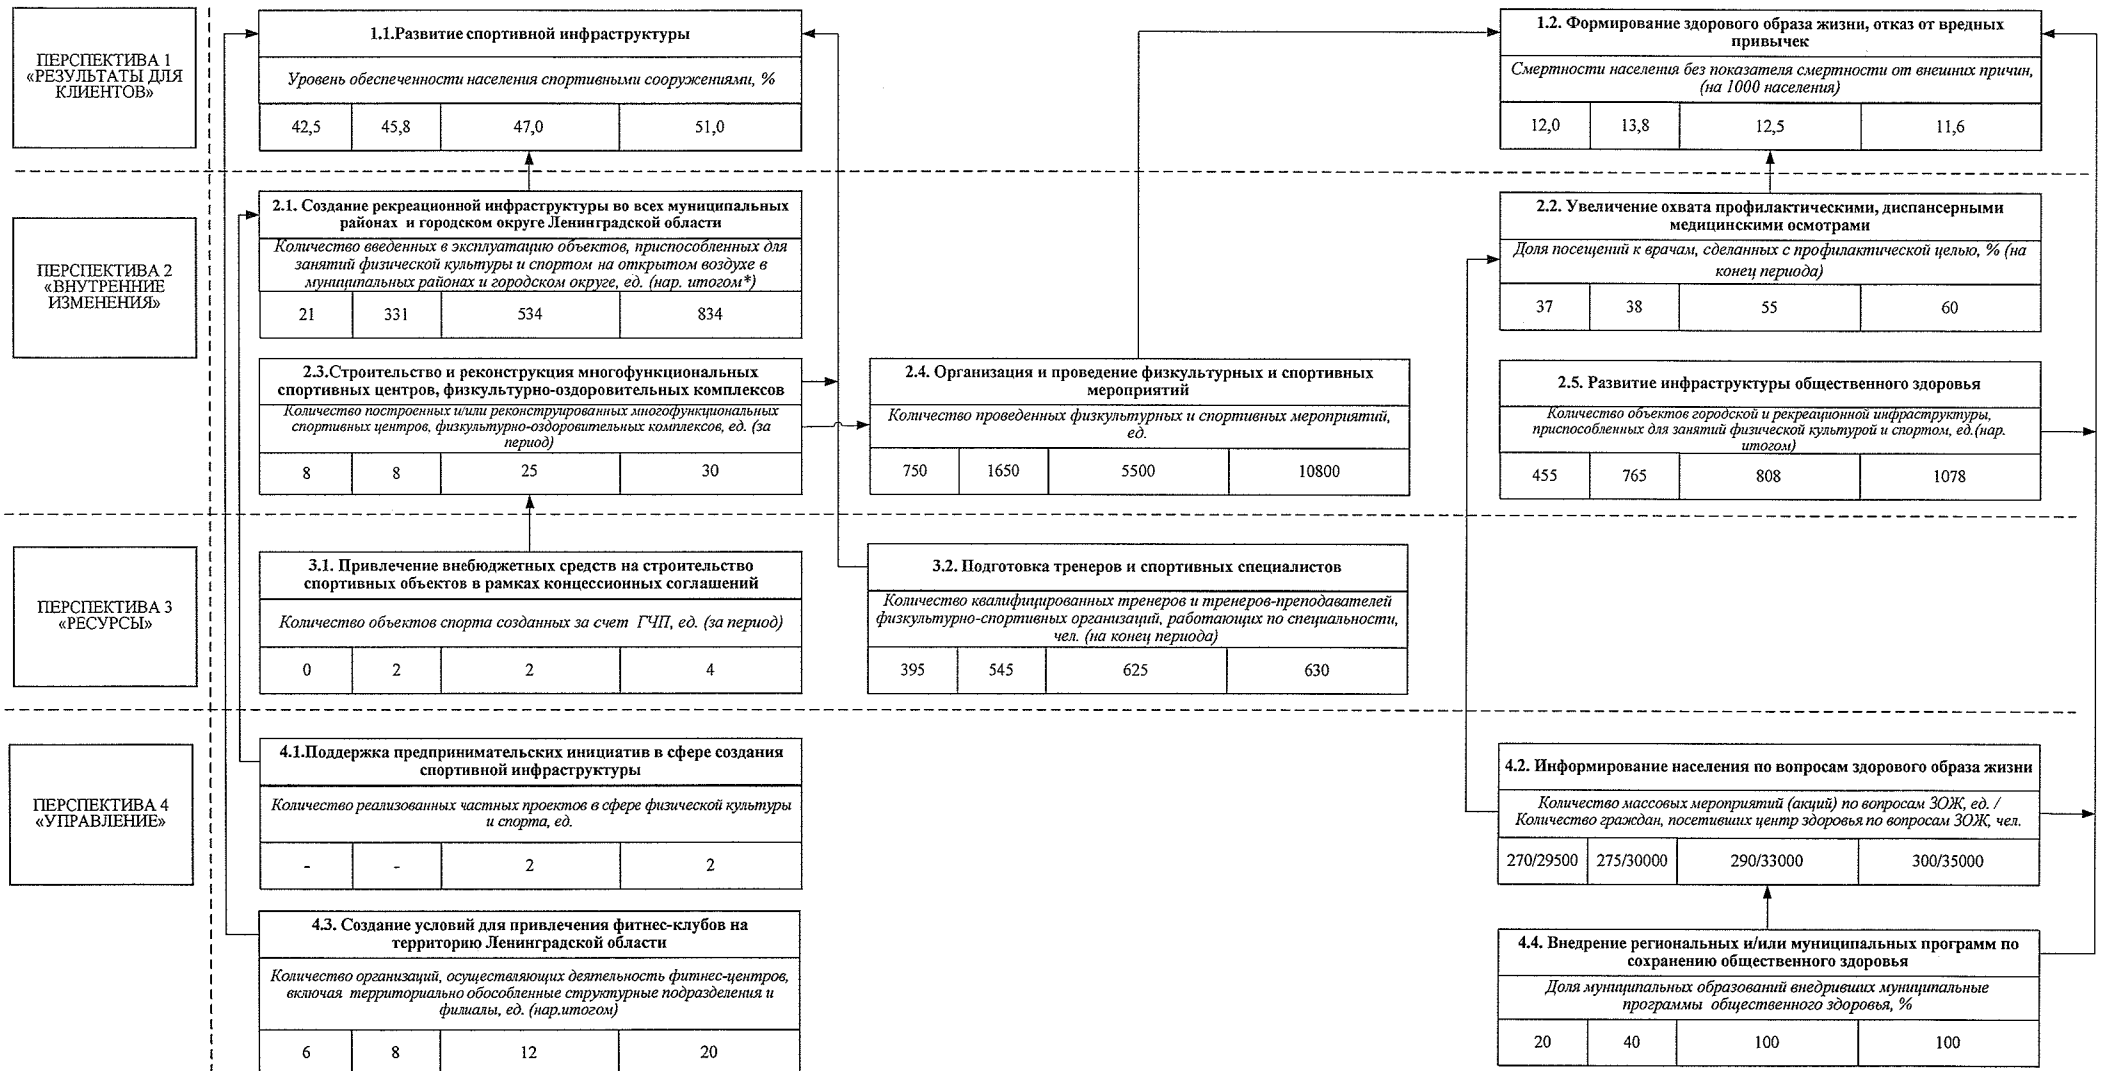 ПЕРСПЕКТИВА 1
«РЕЗУЛЬТАТЫ ДЛЯ
КЛИЕНТОВ»
1.1.Развитие спортивной инфраструктуры
Уровень обеспеченности населения спортивными сооружениями, %
42,5 45,8 47,0 51,0
1.2. Формирование здорового образа жизни, отказ от вредных
привычек
Смертности населения без показателя смертности от внешних причин,
(на 1000 населения)
12,0 13,8 12,5 11,6
ПЕРСПЕКТИВА 2
«ВНУТРЕННИЕ
ИЗМЕНЕНИЯ»
2.1. Создание рекреационной инфраструктуры во всех муниципальных
районах и городском округе Ленинградской области
Количество введенных в эксплуатацию объектов, приспособленных для
занятий физической культуры и спортом на открытом воздухе в
муниципальных районах и городском округе, ед. (нар. итогом*)
21 331 534 834
2.2. Увеличение охвата профилактическими, диспансерными
медицинскими осмотрами
Доля посещений к врачам, сделанных с профилактической целью, % (на
конец периода)
37 38 55 60
2.3.Строительство и реконструкция многофункциональных
спортивных центров, физкультурно-оздоровительных комплексов
Количество построенных и/или реконструированных многофункциональных
спортивных центров, физкультурно-оздоровительных комплексов, ед. (за
период)
8 8 25 30
2.4. Организация и проведение физкультурных и спортивных
мероприятий
Количество проведенных физкультурных и спортивных мероприятий,
ед.
750 1650 5500 10800
2.5. Развитие инфраструктуры общественного здоровья
Количество объектов городской и рекреационной инфраструктуры,
приспособленных для занятий физической культурой и спортом, ед.(нар.
итогом)
455 765 808 1078
ПЕРСПЕКТИВА 3
«РЕСУРСЫ»
3.1. Привлечение внебюджетных средств на строительство
спортивных объектов в рамках концессионных соглашений
Количество объектов спорта созданных за счет ГЧП, ед. (за период)
0 2 2 4
3.2. Подготовка тренеров и спортивных специалистов
Количество квалифицированных тренеров и тренеров-преподавателей
физкультурно-спортивных организаций, работающих по специальности,
чел. (на конец периода)
395 545 625 630
ПЕРСПЕКТИВА 4
«УПРАВЛЕНИЕ»
4.1.Поддержка предпринимательских инициатив в сфере создания
спортивной инфраструктуры
Количество реализованных частных проектов в сфере физической культуры
и спорта, ед.
- - 2 2
4.2. Информирование населения по вопросам здорового образа жизни
Количество массовых мероприятий (акций) по вопросам ЗОЖ, ед. /
Количество граждан, посетивших центр здоровья по вопросам ЗОЖ, чел.
270/29500 275/30000 290/33000 300/35000
4.3. Создание условий для привлечения фитнес-клубов на
территорию Ленинградской области
Количество организаций, осуществляющих деятельность фитнес-центров,
включая территориально обособленные структурные подразделения и
филиалы, ед. (нар.итогом)
6 8 12 20
4.4. Внедрение региональных и/или муниципальных программ по
сохранению общественного здоровья
Доля муниципальных образований внедривших муниципальные
программы общественного здоровья, %
20 40 100 100